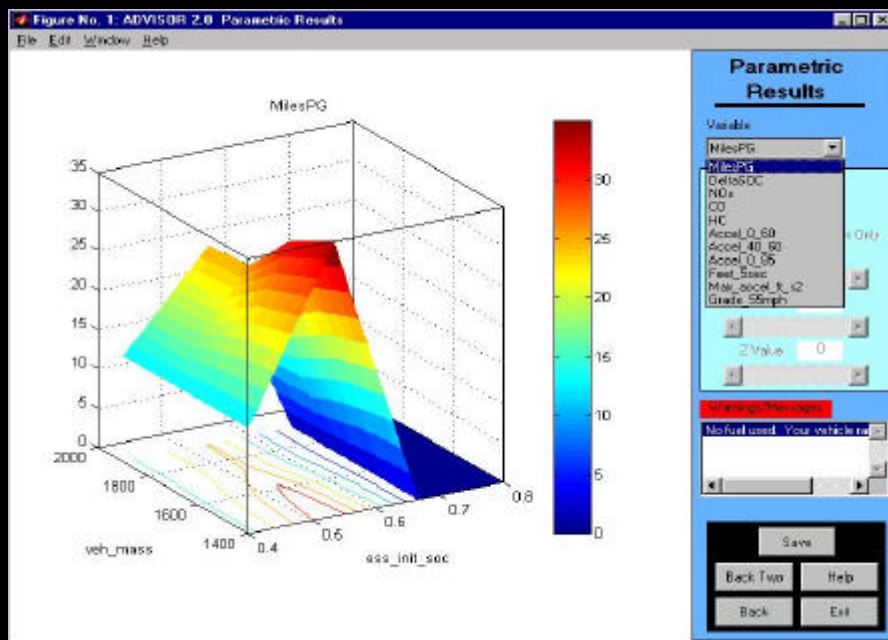 Figure No. 1: ADVISOR 2.0 Parametric Results
File Edit Window Help
MilesPG
35
30
25
20
15
10
5
0
2000
1800
1600
1400
veh_mass
0.4
0.5
0.6
0.7
0.8
ess_init_soc
30
25
20
15
10
5
0
Parametric
Results
Variable
MilesPG
MilesPG
DeltaSOC
NOx
CO
HC
Accel_0_60
Accel_40_60
Accel_0_85
Feet_5sec
Max_accel_ft_s2
Grade_55mph
Only
Z Value 0
Warnings/Messages
No fuel used. Your vehicle ra
Save
Back Two Help
Back Exit